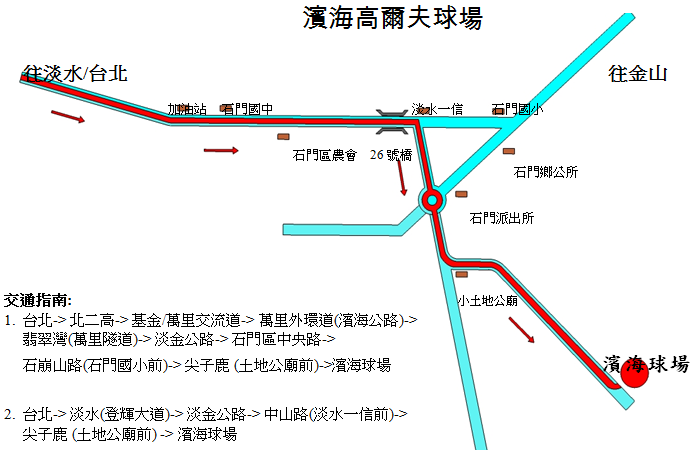 濱海高爾夫球場
往淡水/台北
往金山
加油站
石門國中
淡水一信
石門國小
石門區農會
26號橋
石門鄉公所
石門派出所
小土地公廟
濱海球場
交通指南:
1. 台北-> 北二高-> 基金/萬里交流道-> 萬里外環道(濱海公路)->
翡翠灣(萬里隧道)-> 淡金公路-> 石門區中央路->
石崩山路(石門國小前)-> 尖子鹿 (土地公廟前)->濱海球場
2. 台北-> 淡水(登輝大道)-> 淡金公路-> 中山路(淡水一信前)->
尖子鹿 (土地公廟前) -> 濱海球場